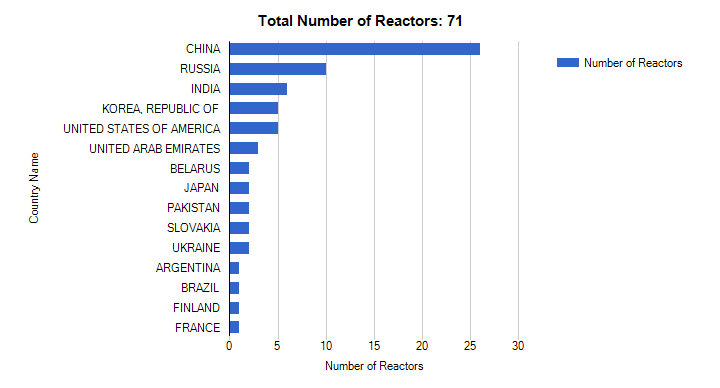 Total Number of Reactors: 71
CHINA
RUSSIA
INDIA
KOREA, REPUBLIC OF
UNITED STATES OF AMERICA
UNITED ARAB EMIRATES
BELARUS
JAPAN
PAKISTAN
SLOVAKIA
UKRAINE
ARGENTINA
BRAZIL
FINLAND
FRANCE
Country Name
0 5 10 15 20 25 30
Number of Reactors
Number of Reactors